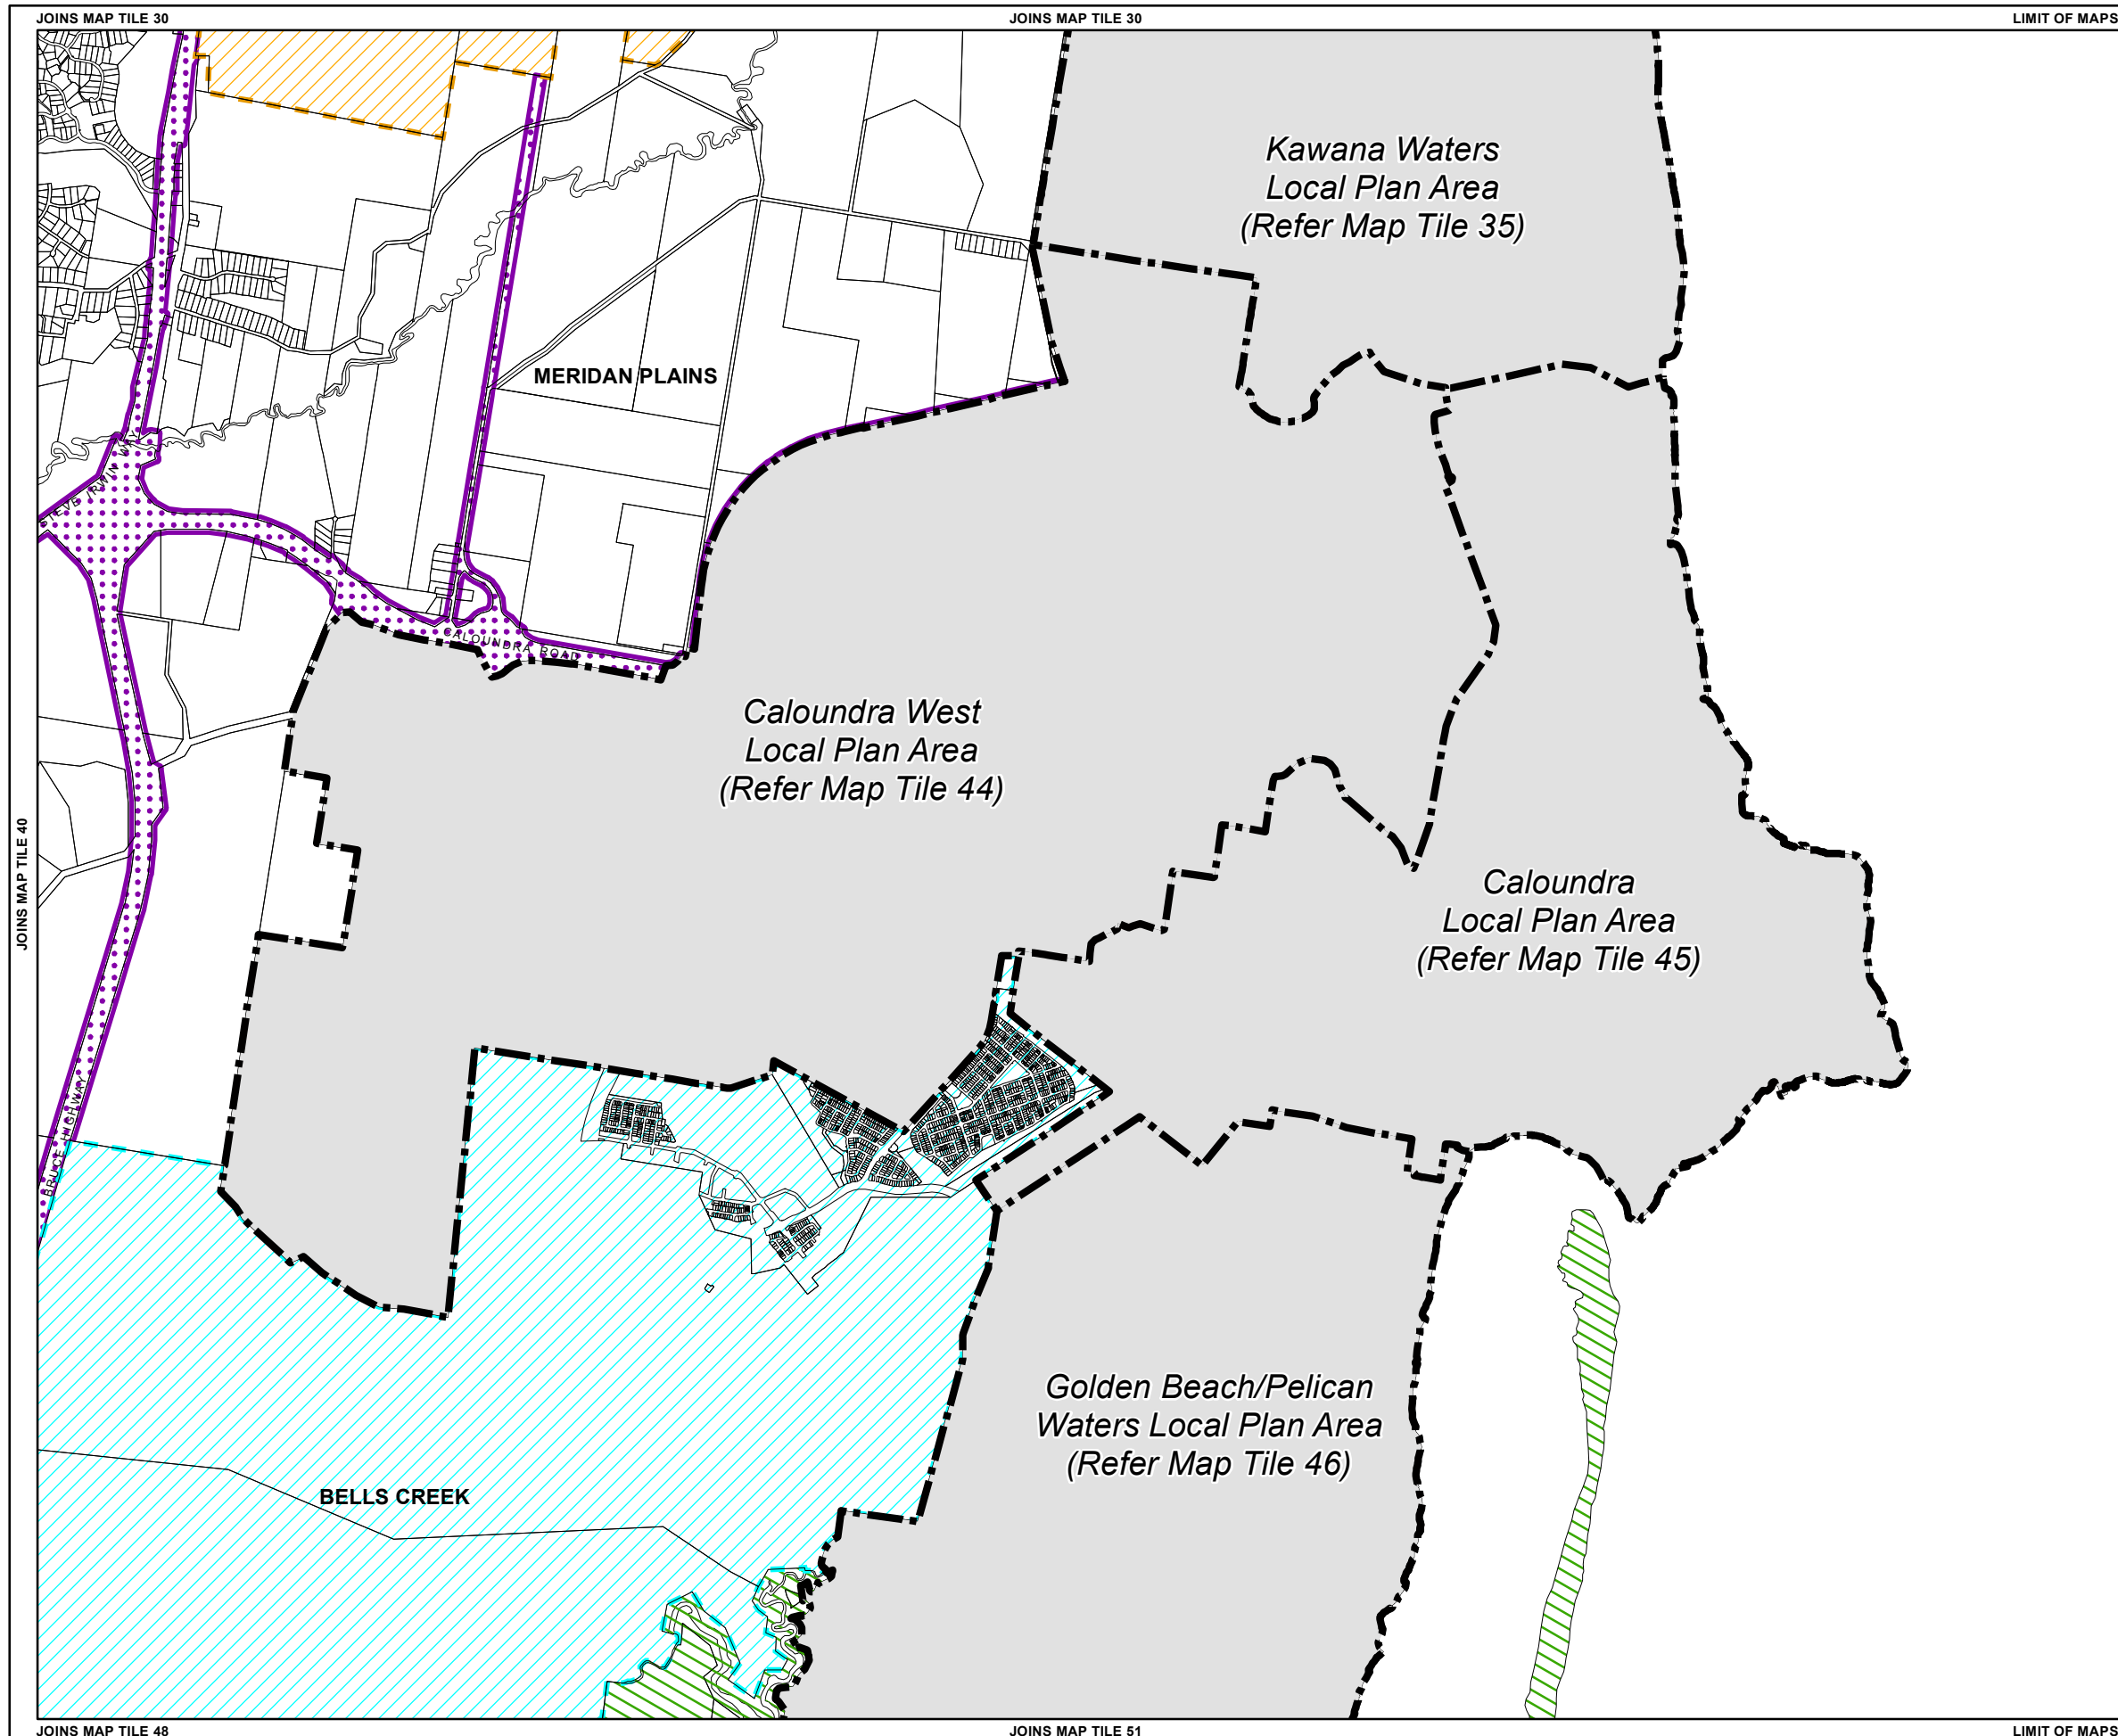 JOINS MAP TILE 30
JOINS MAP TILE 30
LIMIT OF MAPS
Kawana Waters
Local Plan Area
(Refer Map Tile 35)
MERIDAN PLAINS
STEVE IRWIN WAY
CALOUNDRA ROAD
Caloundra West
Local Plan Area
(Refer Map Tile 44)
JOINS MAP TILE 40
Caloundra
Local Plan Area
(Refer Map Tile 45)
BRUCE HIGHWAY
Golden Beach/Pelican
Waters Local Plan Area
(Refer Map Tile 46)
BELLS CREEK
JOINS MAP TILE 48
JOINS MAP TILE 51
LIMIT OF MAPS